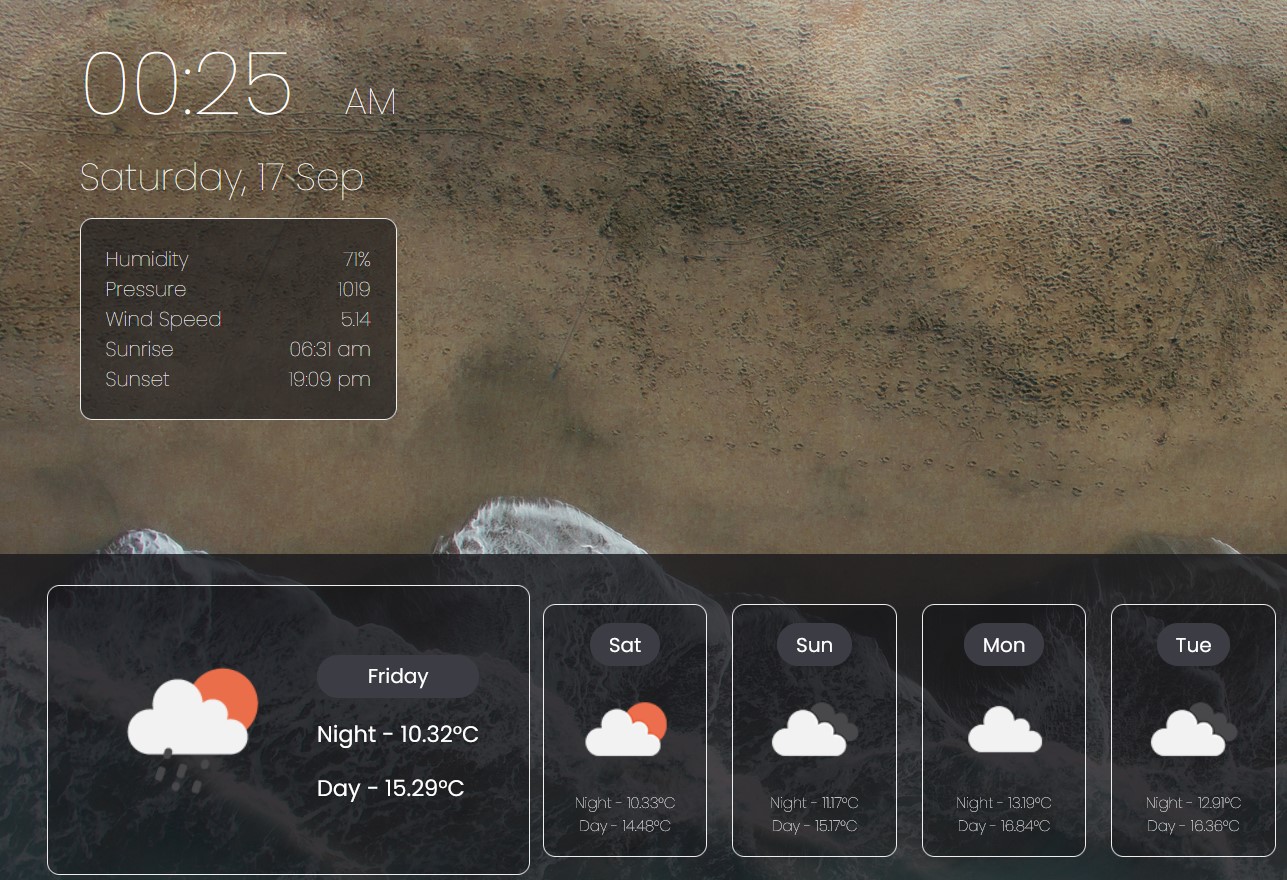 00:25 AM
Saturday, 17 Sep
Humidity 71%
Pressure 1019
Wind Speed 5.14
Sunrise 06:31 am
Sunset 19:09 pm
Friday
Night - 10.32°C
Day - 15.29°C
Sat
Night - 10.33°C
Day - 14.48°C
Sun
Night - 11.17°C
Day - 15.17°C
Mon
Night - 13.19°C
Day - 16.84°C
Tue
Night - 12.91°C
Day - 16.36°C